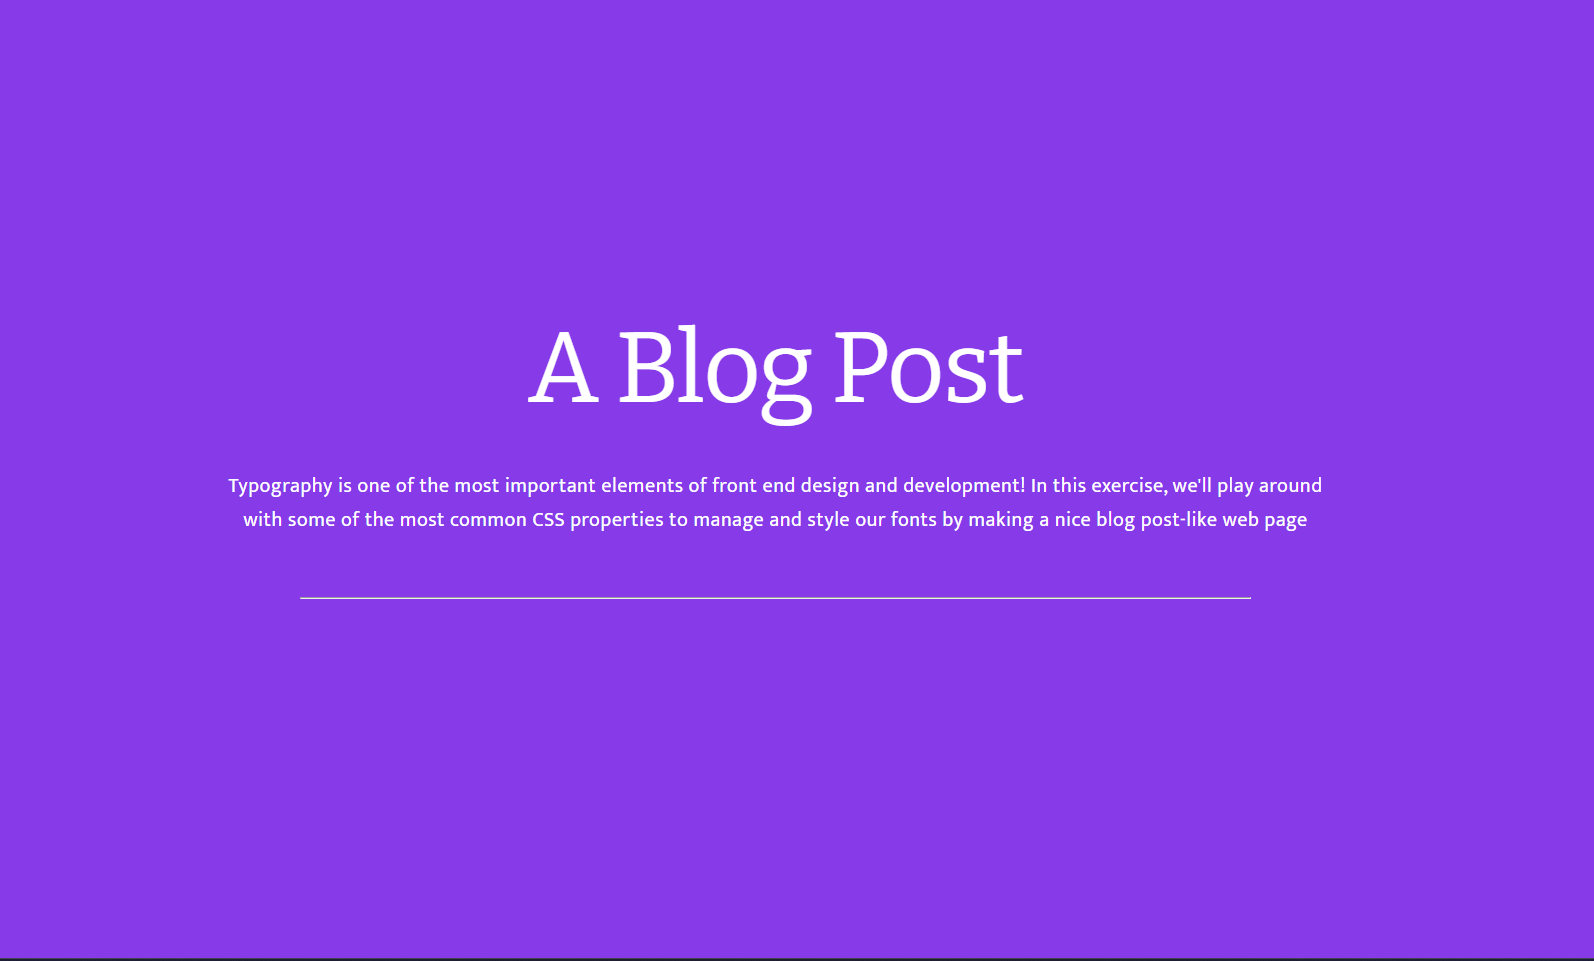 A Blog Post
Typography is one of the most important elements of front end design and development! In this exercise, we'll play around
with some of the most common CSS properties to manage and style our fonts by making a nice blog post-like web page